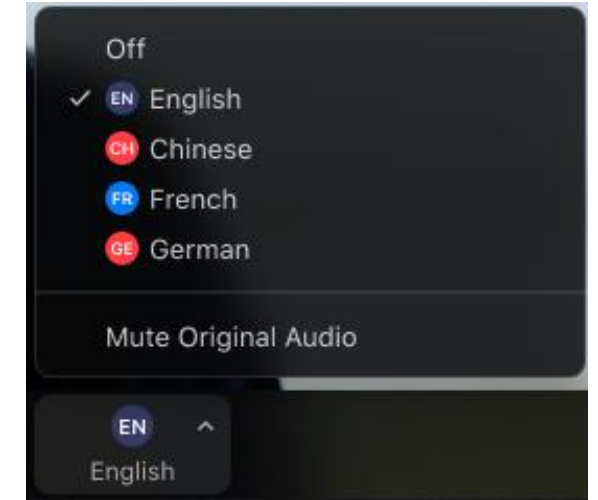 Off
EN English
CH Chinese
FR French
GE German
Mute Original Audio
EN
English